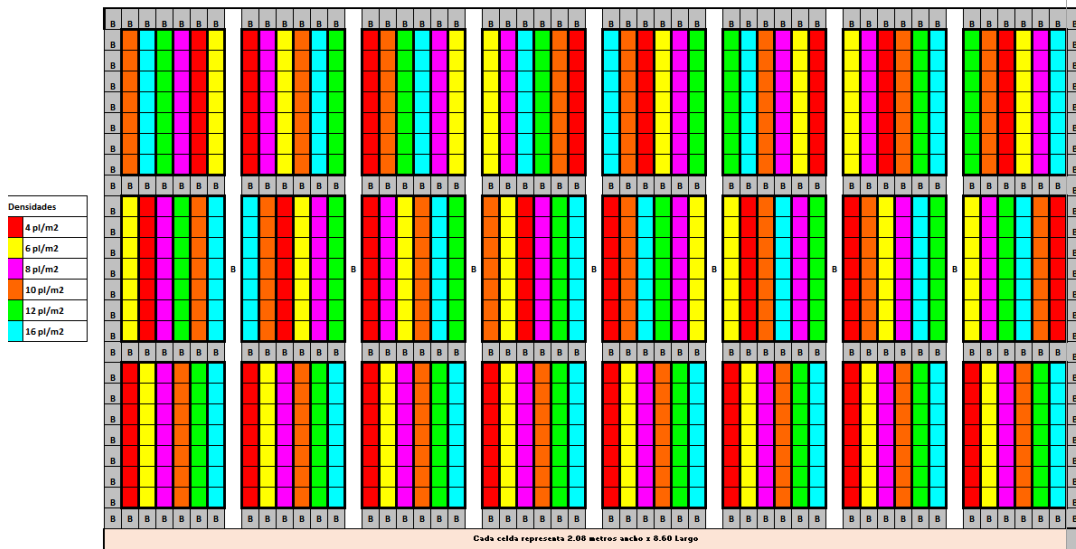 B B B B B B B B B B B B B B B B B B B B B B B B B B B B B B B B B B B B B B B B B B B B B B B B B B
B B
B B
B B
B B
B B
B B
B B
B B B B B B B B B B B B B B B B B B B B B B B B B B B B B B B B B B B B B B B B B B B B B B B B B B
Densidades
4 pl/m2
6 pl/m2
8 pl/m2
10 pl/m2
12 pl/m2
16 pl/m2
B B
B B
B B
B B B B B B B B B
B B
B B
B B
B B B B B B B B B B B B B B B B B B B B B B B B B B B B B B B B B B B B B B B B B B B B B B B B B B
B B
B B
B B
B B
B B
B B
B B
B B B B B B B B B B B B B B B B B B B B B B B B B B B B B B B B B B B B B B B B B B B B B B B B B B
Cada celda representa 2.08 metros ancho x 8.60 Largo